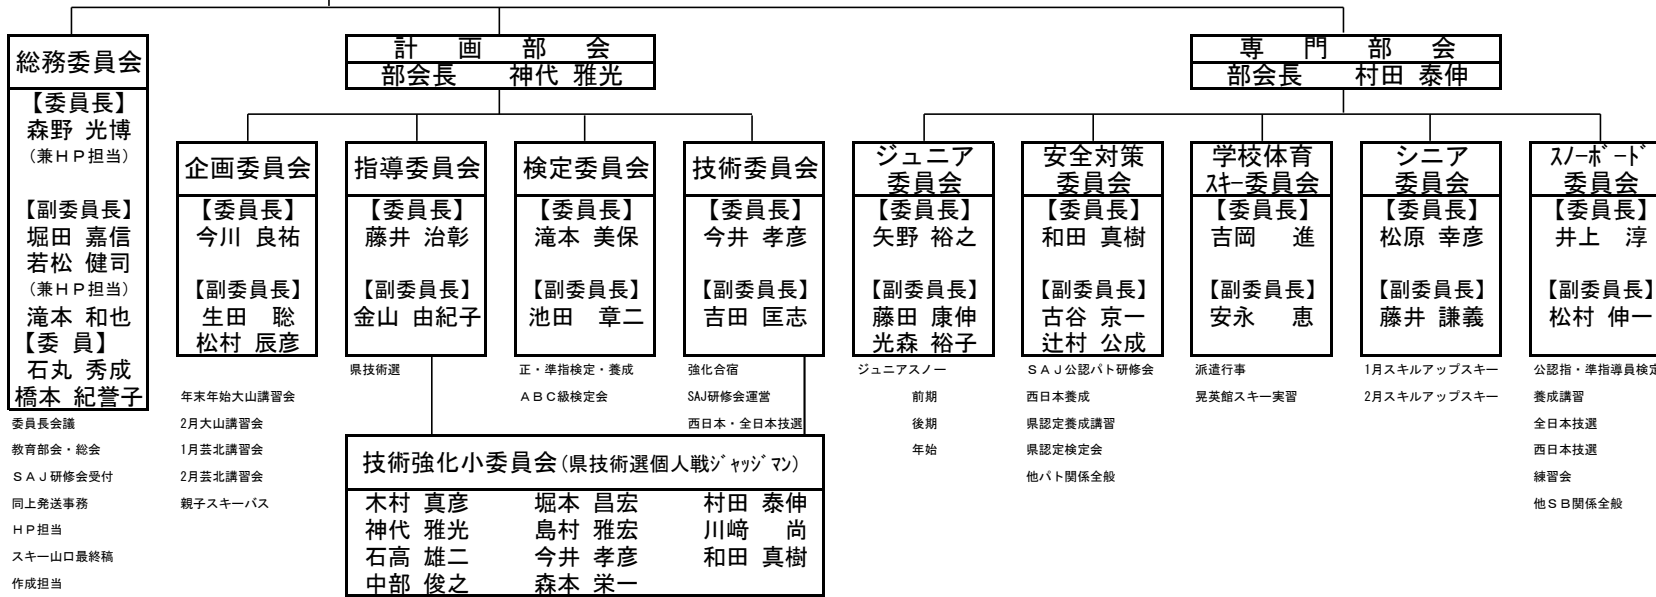 総務委員会
【委員長】
森野 光博
(兼ＨＰ担当)
【副委員長】
堀田 嘉信
若松 健司
(兼ＨＰ担当)
滝本 和也
【委 員】
石丸 秀成
橋本 紀誉子
委員長会議
教育部会・総会
ＳＡＪ研修会受付
同上発送事務
ＨＰ担当
スキー山口最終稿
作成担当
計 画 部 会
部会長 神代 雅光
企画委員会
【委員長】
今川 良祐
【副委員長】
生田 聡
松村 辰彦
年末年始大山講習会
2月大山講習会
1月芸北講習会
2月芸北講習会
親子スキーバス
指導委員会
【委員長】
藤井 治彰
【副委員長】
金山 由紀子
県技術選
検定委員会
【委員長】
滝本 美保
【副委員長】
池田 章二
正・準指検定・養成
ＡＢＣ級検定会
技術委員会
【委員長】
今井 孝彦
【副委員長】
吉田 匡志
強化合宿
SAJ研修会運営
西日本・全日本技選
技術強化小委員会(県技術選個人戦ｼﾞｬｯｼﾞﾏﾝ)
木村 真彦 堀本 昌宏 村田 泰伸
神代 雅光 島村 雅宏 川﨑 尚
石高 雄二 今井 孝彦 和田 真樹
中部 俊之 森本 栄一
専 門 部 会
部会長 村田 泰伸
ジュニア
委員会
【委員長】
矢野 裕之
【副委員長】
藤田 康伸
光森 裕子
ジュニアスノー
前期
後期
年始
安全対策
委員会
【委員長】
和田 真樹
【副委員長】
古谷 京一
辻村 公成
ＳＡＪ公認パト研修会
西日本養成
県認定養成講習
県認定検定会
他パト関係全般
学校体育
ｽｷｰ委員会
【委員長】
吉岡 進
【副委員長】
安永 恵
派遣行事
晃英館スキー実習
シニア
委員会
【委員長】
松原 幸彦
【副委員長】
藤井 謙義
1月スキルアップスキー
2月スキルアップスキー
ｽﾉｰﾎﾞｰﾄﾞ
委員会
【委員長】
井上 淳
【副委員長】
松村 伸一
公認指・準指導員検定
養成講習
全日本技選
西日本技選
練習会
他ＳＢ関係全般